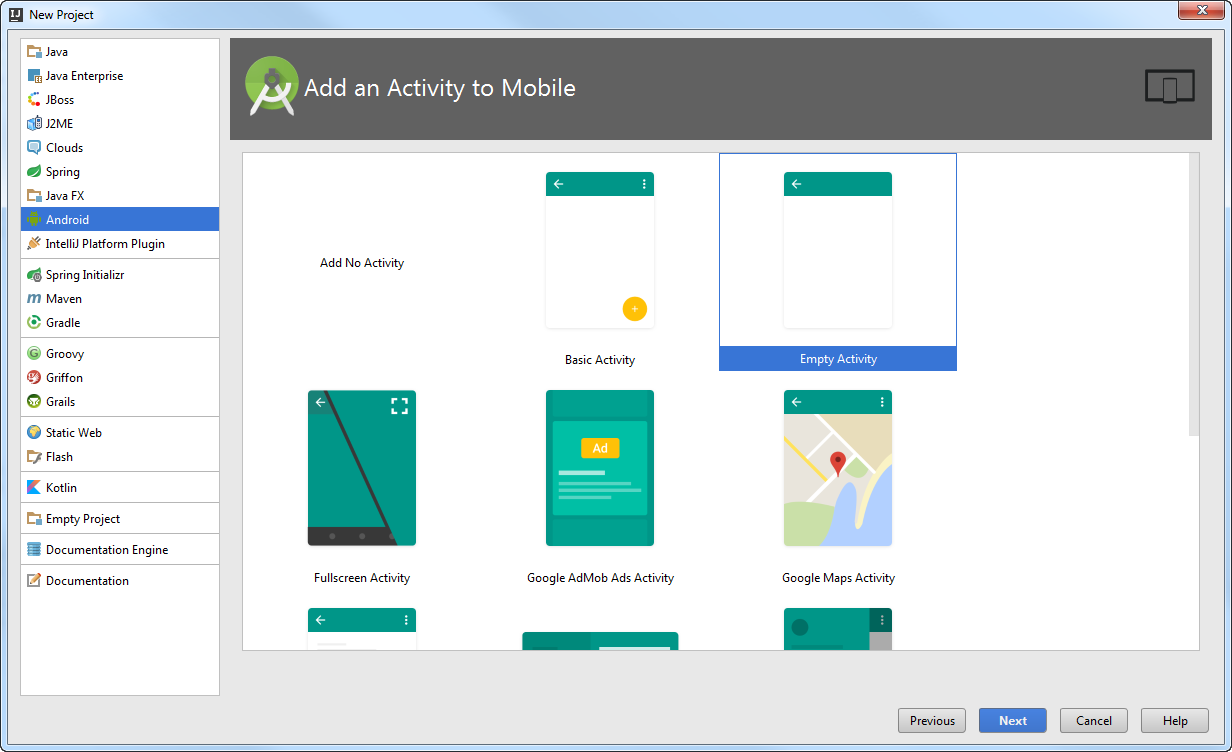 New Project
Java
Java Enterprise
JBoss
J2ME
Clouds
Spring
Java FX
Android
IntelliJ Platform Plugin
Spring Initializr
Maven
Gradle
Groovy
Griffon
Grails
Static Web
Flash
Kotlin
Empty Project
Documentation Engine
Documentation
Add an Activity to Mobile
Add No Activity
Basic Activity
Empty Activity
Ad
Fullscreen Activity
Google AdMob Ads Activity
Google Maps Activity
Previous
Next
Cancel
Help